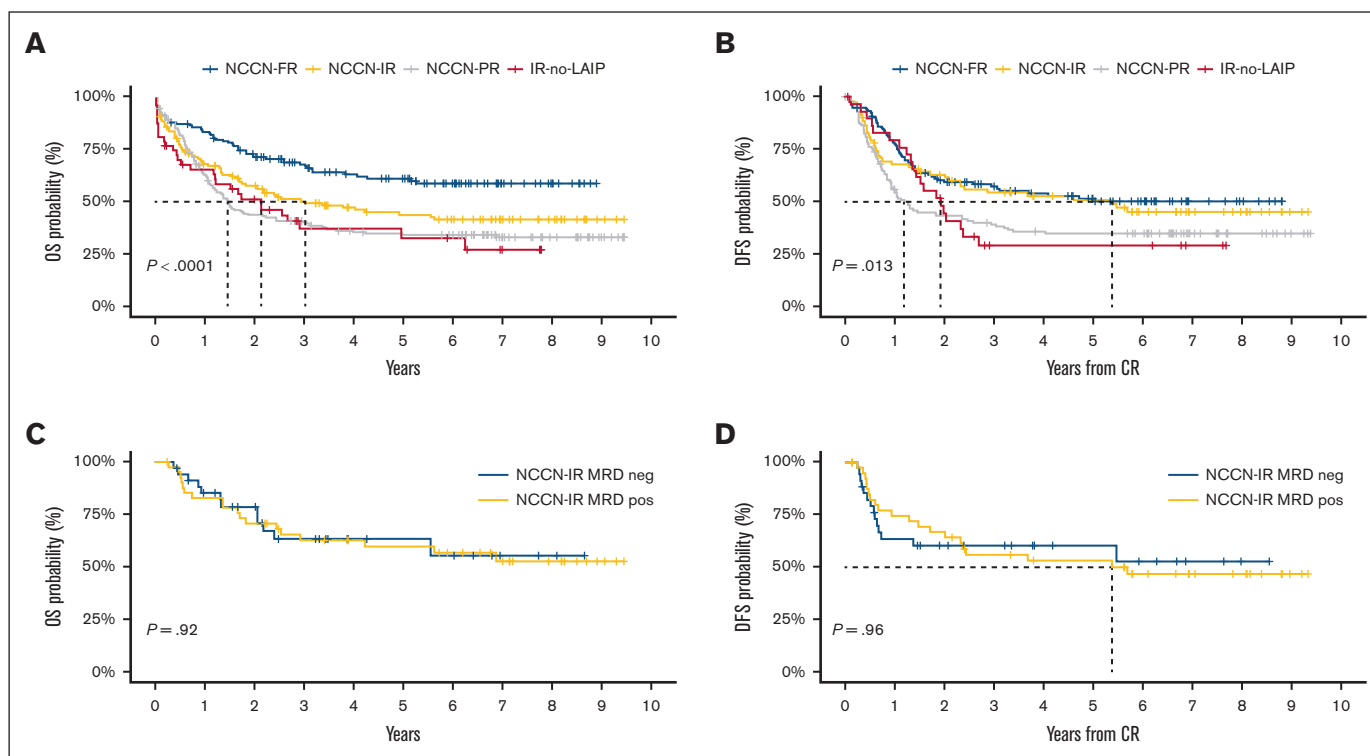 A
NCCN-FR NCCN-IR NCCN-PR IR-no-LAIP
OS probability (%)
100%
75%
50%
25%
0%
P < .0001
0 1 2 3 4 5 6 7 8 9 10
Years
B
NCCN-FR NCCN-IR NCCN-PR IR-no-LAIP
DFS probability (%)
100%
75%
50%
25%
0%
P = .013
0 1 2 3 4 5 6 7 8 9 10
Years from CR
C
NCCN-IR MRD neg
NCCN-IR MRD pos
OS probability (%)
100%
75%
50%
25%
0%
P = .92
0 1 2 3 4 5 6 7 8 9 10
Years
D
NCCN-IR MRD neg
NCCN-IR MRD pos
DFS probability (%)
100%
75%
50%
25%
0%
P = .96
0 1 2 3 4 5 6 7 8 9 10
Years from CR